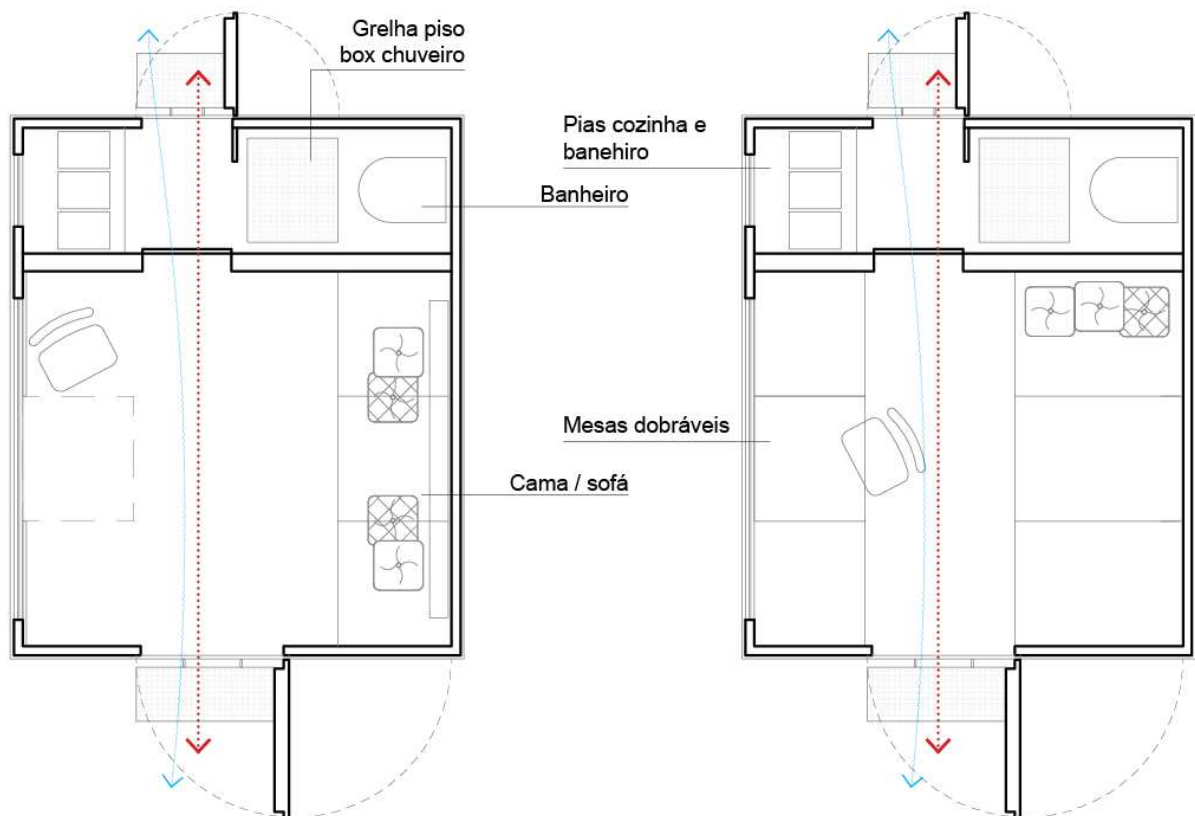 Grelha piso
box chuveiro
Pias cozinha e
banehiro
Banheiro
Mesas dobráveis
Cama / sofá